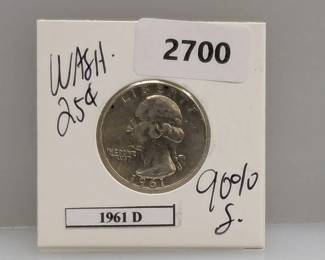 2700
WASH.
25¢
LIBERTY
IN GOD WE
TRUST
1961
90%
S.
1961 D